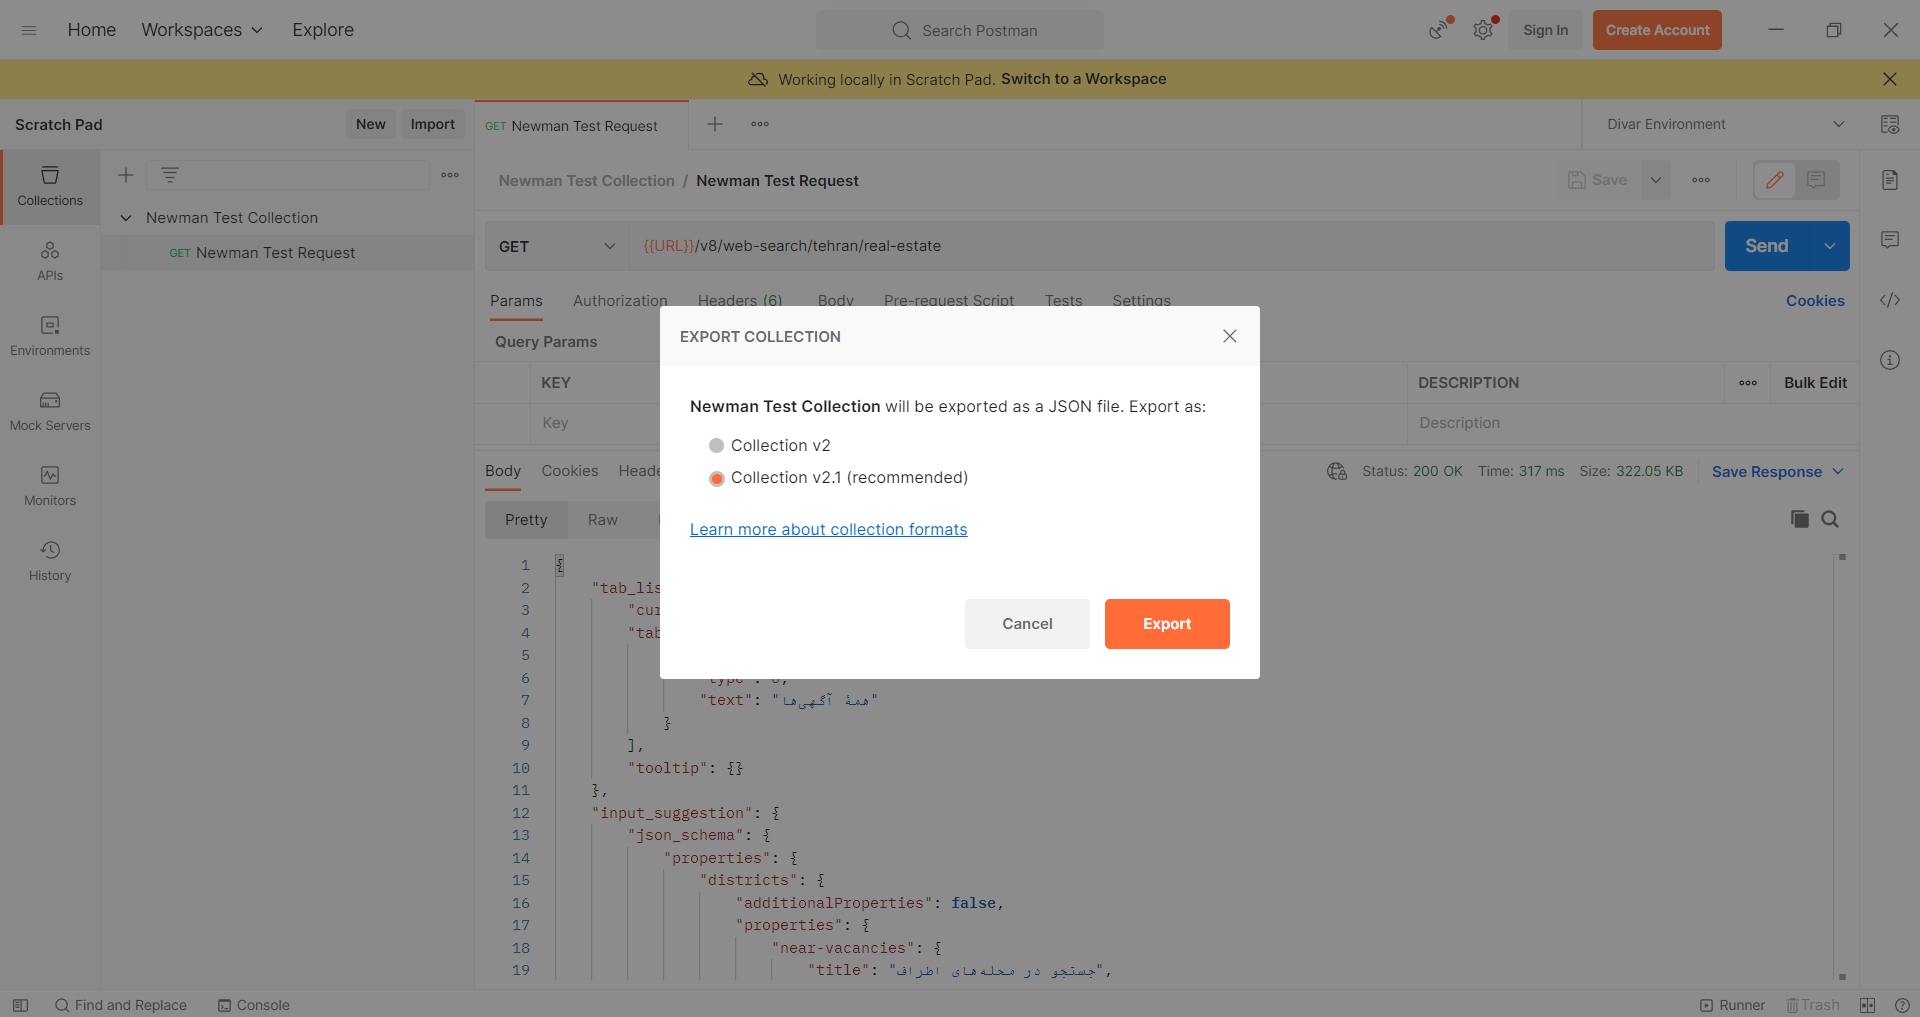 Home Workspaces Explore
Search Postman
Sign In
Create Account
Working locally in Scratch Pad. Switch to a Workspace
Scratch Pad
New
Import
GET Newman Test Request
Divar Environment
Collections
APIs
Environments
Mock Servers
Monitors
History
Newman Test Collection
GET Newman Test Request
Newman Test Collection / Newman Test Request
Save
GET
{{URL}}/v8/web-search/tehran/real-estate
Send
Params Authorization Headers (6) Body Pre-request Script Tests Settings
Cookies
Query Params
KEY
DESCRIPTION
Bulk Edit
Key
Description
EXPORT COLLECTION
Newman Test Collection will be exported as a JSON file. Export as:
Collection v2
Collection v2.1 (recommended)
Learn more about collection formats
Cancel
Export
Body Cookies Heade
Status: 200 OK Time: 317 ms Size: 322.05 KB
Save Response
Pretty Raw
1 {
2 "tab_lis
3 "cur
4 "tab
5
6
7 "text": "همهٔ آگهی‌ها"
8 }
9 ],
10 "tooltip": {}
11 },
12 "input_suggestion": {
13 "json_schema": {
14 "properties": {
15 "districts": {
16 "additionalProperties": false,
17 "properties": {
18 "near-vacancies": {
19 "title": "جستجو در محله‌های اطراف",
Find and Replace
Console
Runner
Trash